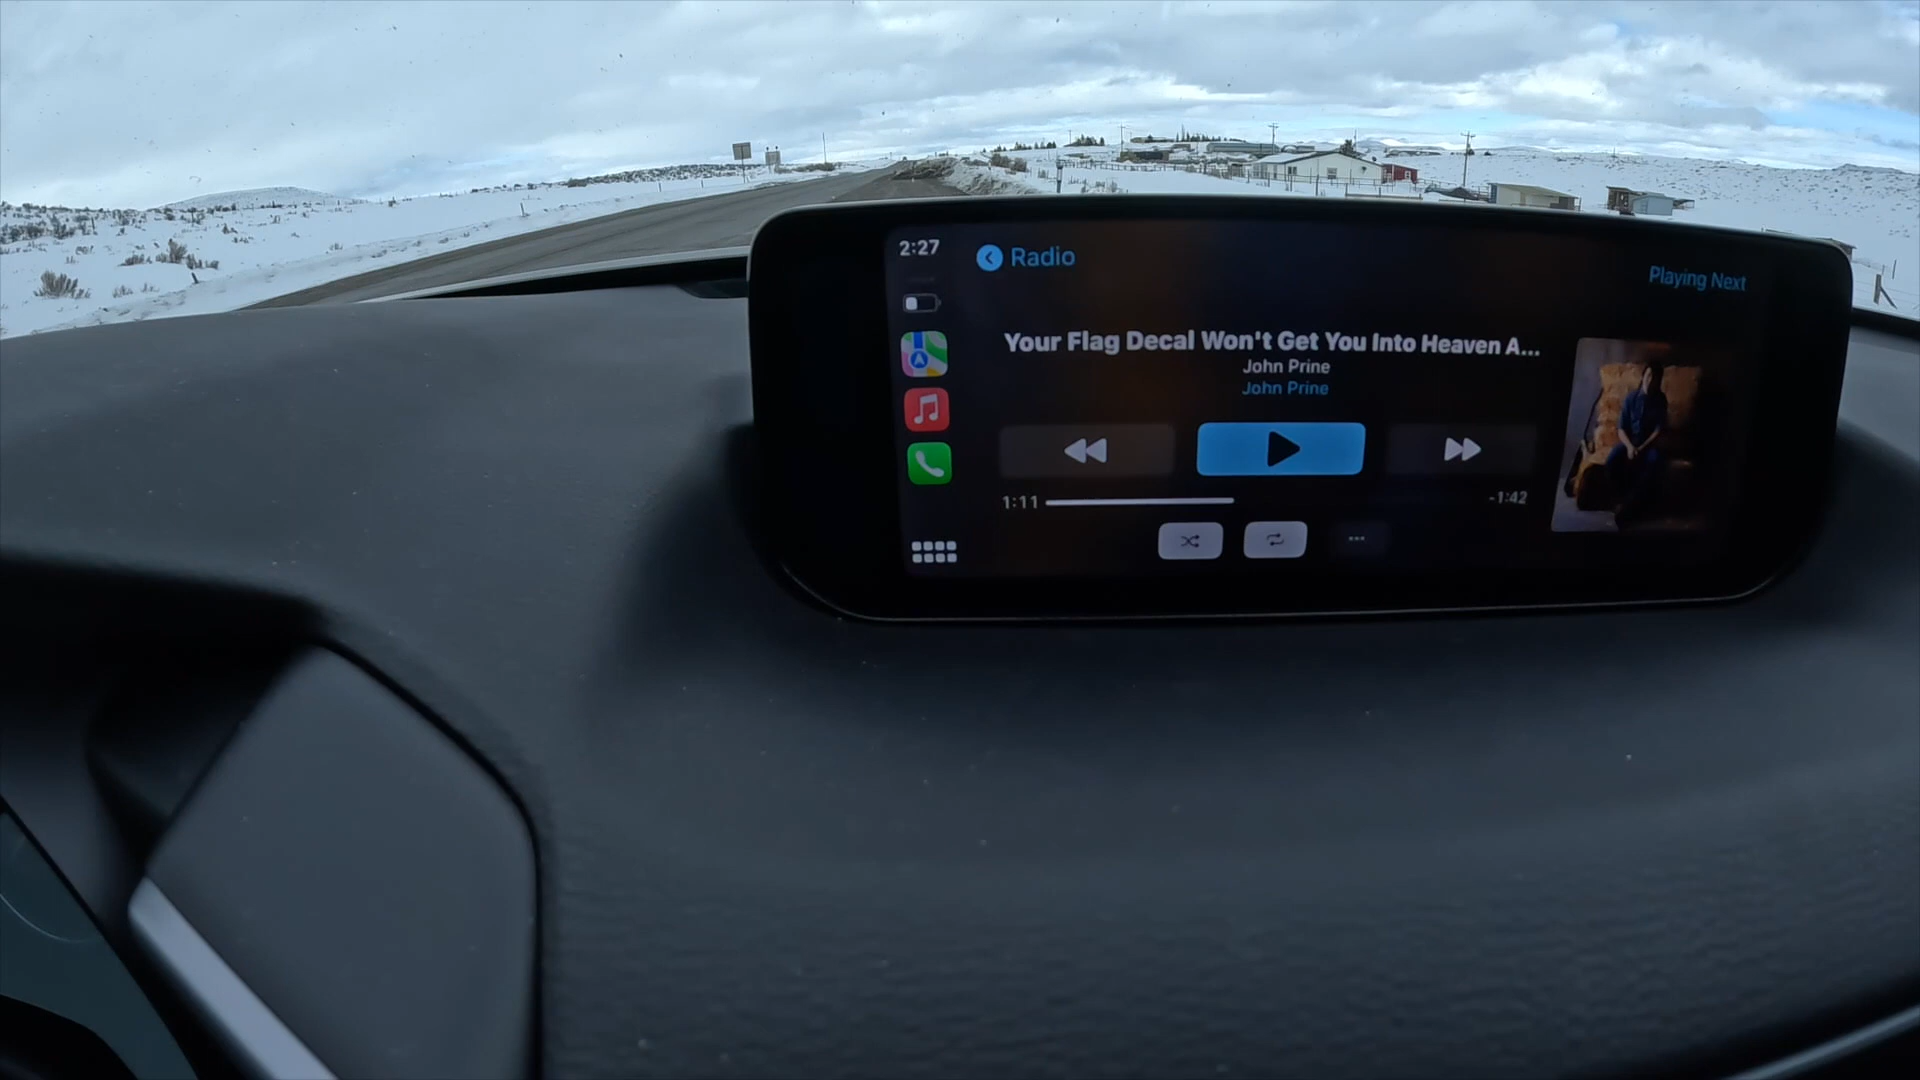 2:27
Radio
Playing Next
Your Flag Decal Won't Get You Into Heaven A...
John Prine
John Prine
1:11
-1:42